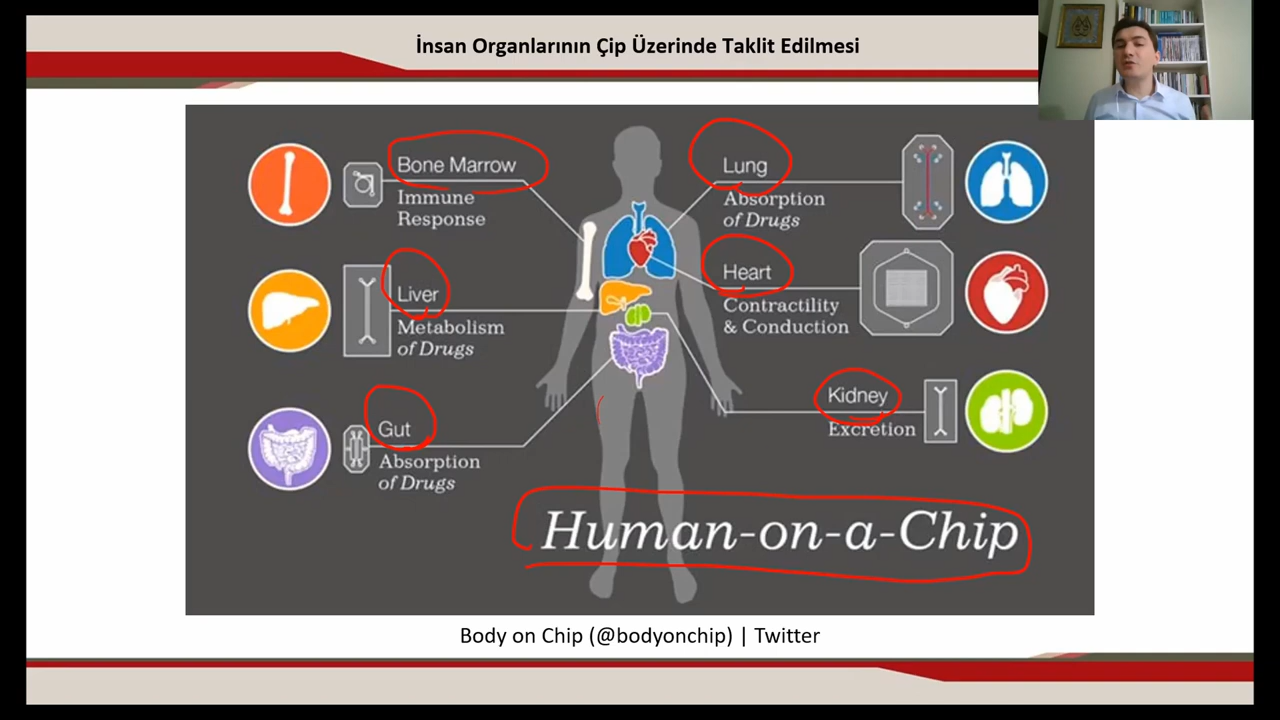 İnsan Organlarının Çip Üzerinde Taklit Edilmesi
Bone Marrow
Immune
Response
Liver
Metabolism
of Drugs
Gut
Absorption
of Drugs
Lung
Absorption
of Drugs
Heart
Contractility
& Conduction
Kidney
Excretion
Human-on-a-Chip
Body on Chip (@bodyonchip) | Twitter